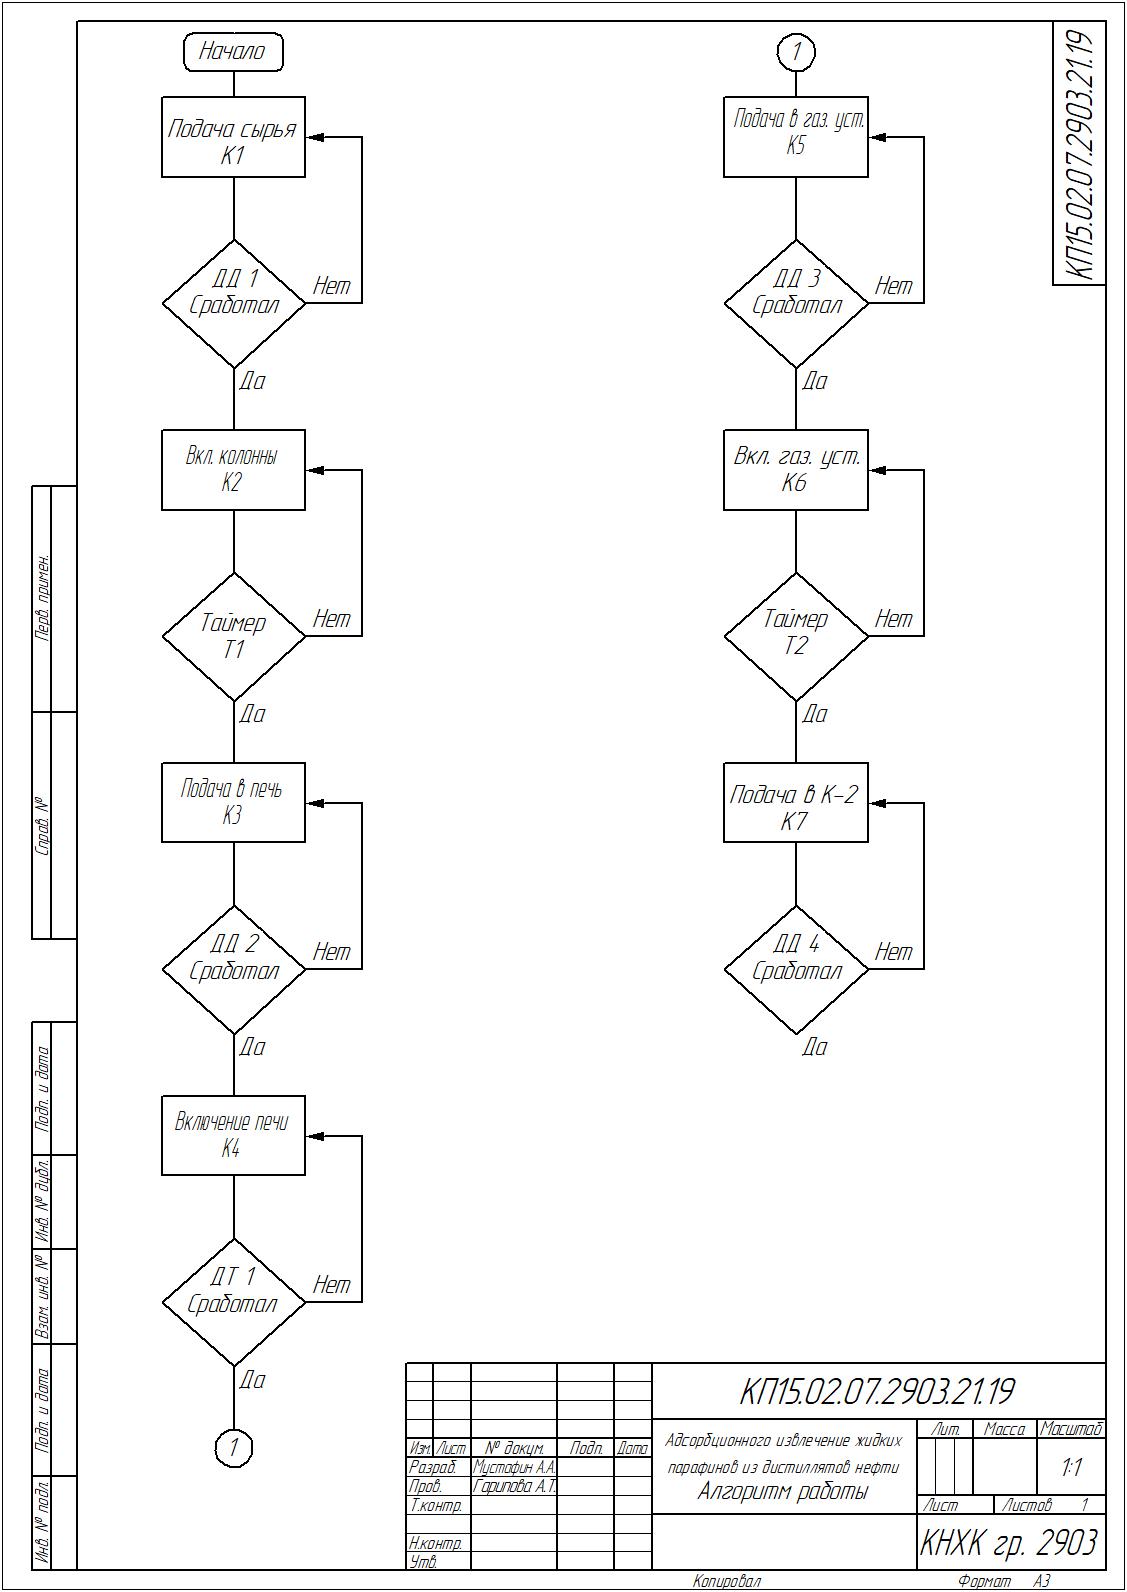 Начало
Подача сырья
К1
ДД 1
Сработал
Нет
Да
Вкл. колонны
К2
Таймер
Т1
Нет
Да
Подача в печь
К3
ДД 2
Сработал
Нет
Да
Включение печи
К4
ДТ 1
Сработал
Нет
Да
1
1
Подача в газ. уст.
К5
ДД 3
Сработал
Нет
Да
Вкл. газ. уст.
К6
Таймер
Т2
Нет
Да
Подача в К-2
К7
ДД 4
Сработал
Нет
Да
КП15.02.07.2903.21.19
Перв. примен.
Справ. №
Подп. и дата
Инв. № дубл.
Взам. инв. №
Подп. и дата
Инв. № подл.
КП15.02.07.2903.21.19
Изм. Лист № докум. Подп. Дата
Разраб. Мустафин А.А.
Пров. Гарипова А.Т.
Т.контр.
Н.контр.
Утв.
Адсорбционного извлечение жидких
парафинов из дистиллятов нефти
Алгоритм работы
Лит. Масса Масштаб
1:1
Лист Листов 1
КНХК гр. 2903
Копировал Формат А3